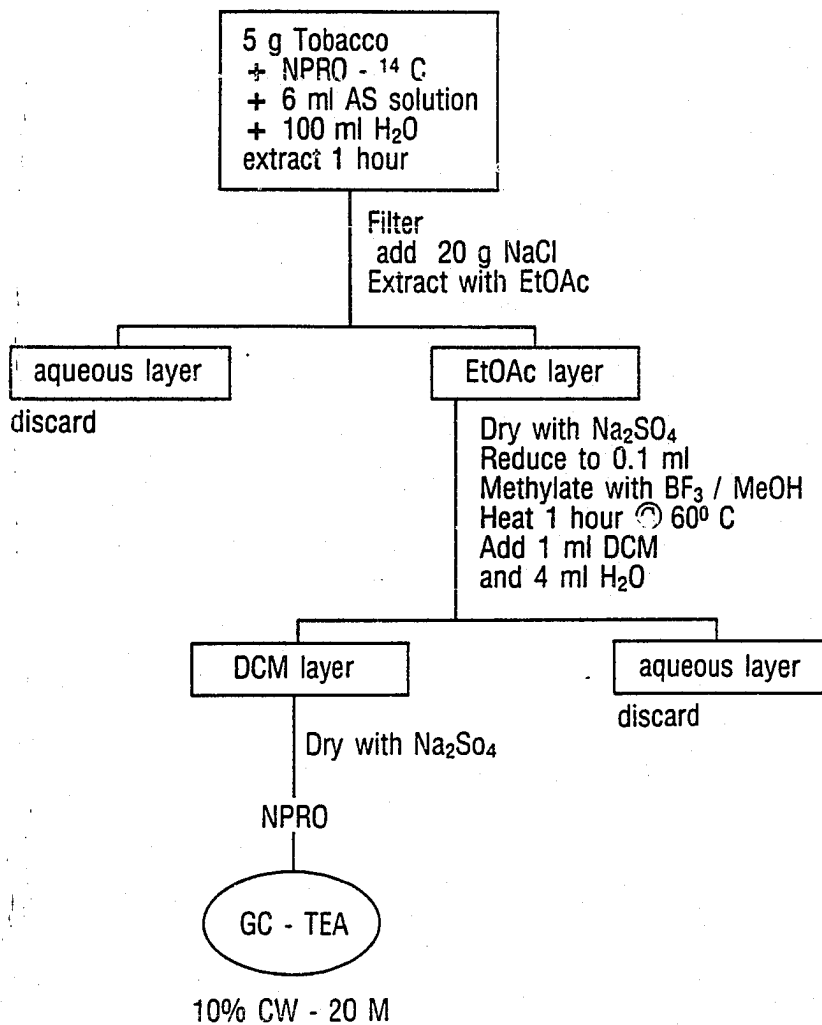 5 g Tobacco
+ NPRO - ¹⁴ C
+ 6 ml AS solution
+ 100 ml H₂O
extract 1 hour
Filter
add 20 g NaCl
Extract with EtOAc
aqueous layer
discard
EtOAc layer
Dry with Na₂SO₄
Reduce to 0.1 ml
Methylate with BF₃ / MeOH
Heat 1 hour @ 60º C
Add 1 ml DCM
and 4 ml H₂O
DCM layer
aqueous layer
discard
Dry with Na₂So₄
NPRO
GC - TEA
10% CW - 20 M